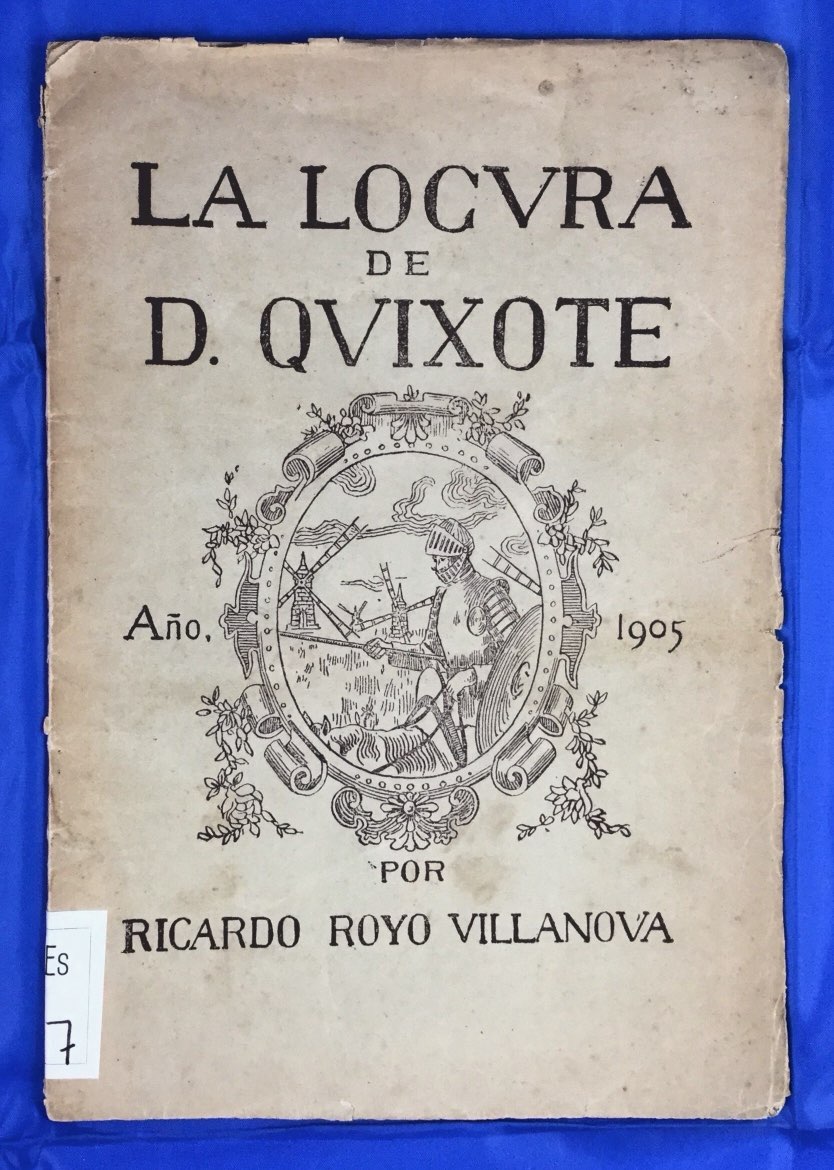 LA LOCVRA
DE
D. QVIXOTE
Año, 1905
POR
RICARDO ROYO VILLANOVA
Es
7